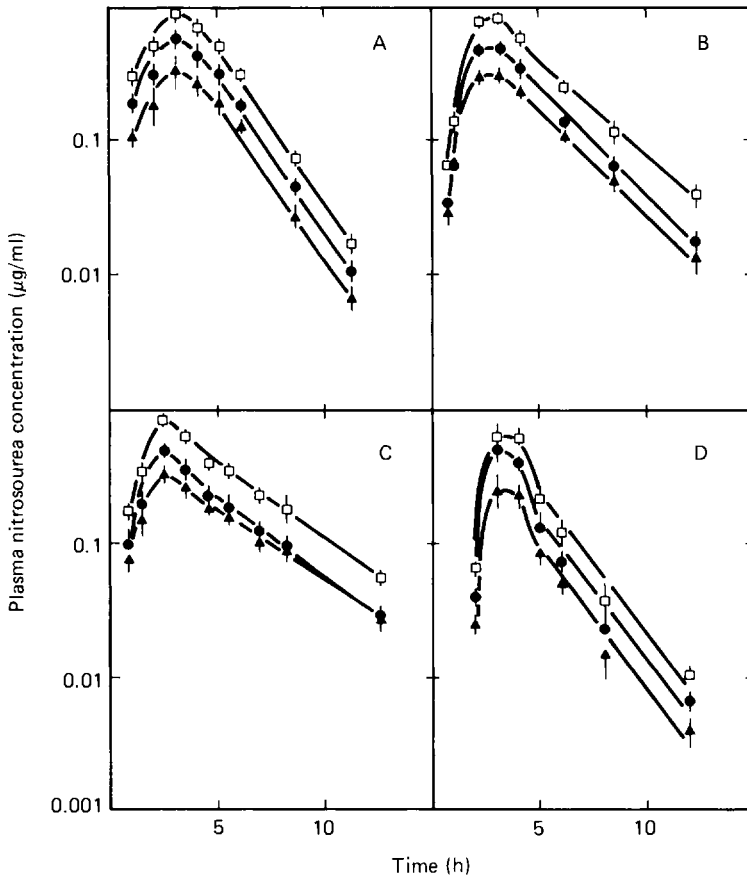 A
B
0.1
0.01
Plasma nitrosourea concentration (µg/ml)
C
D
0.1
0.01
0.001
5
10
5
10
Time (h)